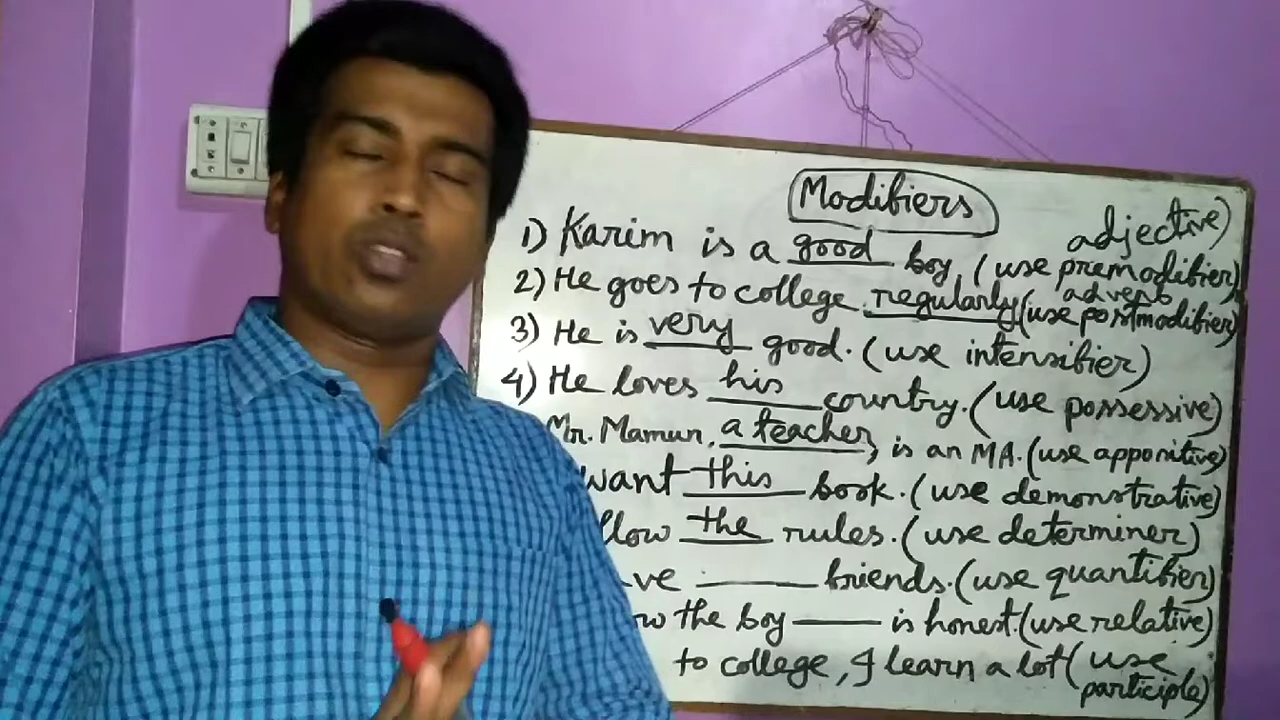 Modifiers
1) Karim is a good boy. (use premodifier) adjective)
2) He goes to college regularly (use postmodifier) adverb
3) He is very good. (use intensifier)
4) He loves his country. (use possessive)
Mr. Mamun, a teacher, is an MA. (use appositive)
want this book. (use demonstrative)
llow the rules. (use determiner)
ve ____ friends. (use quantifier)
ow the boy ____ is honest. (use relative)
to college, I learn a lot (use participle)